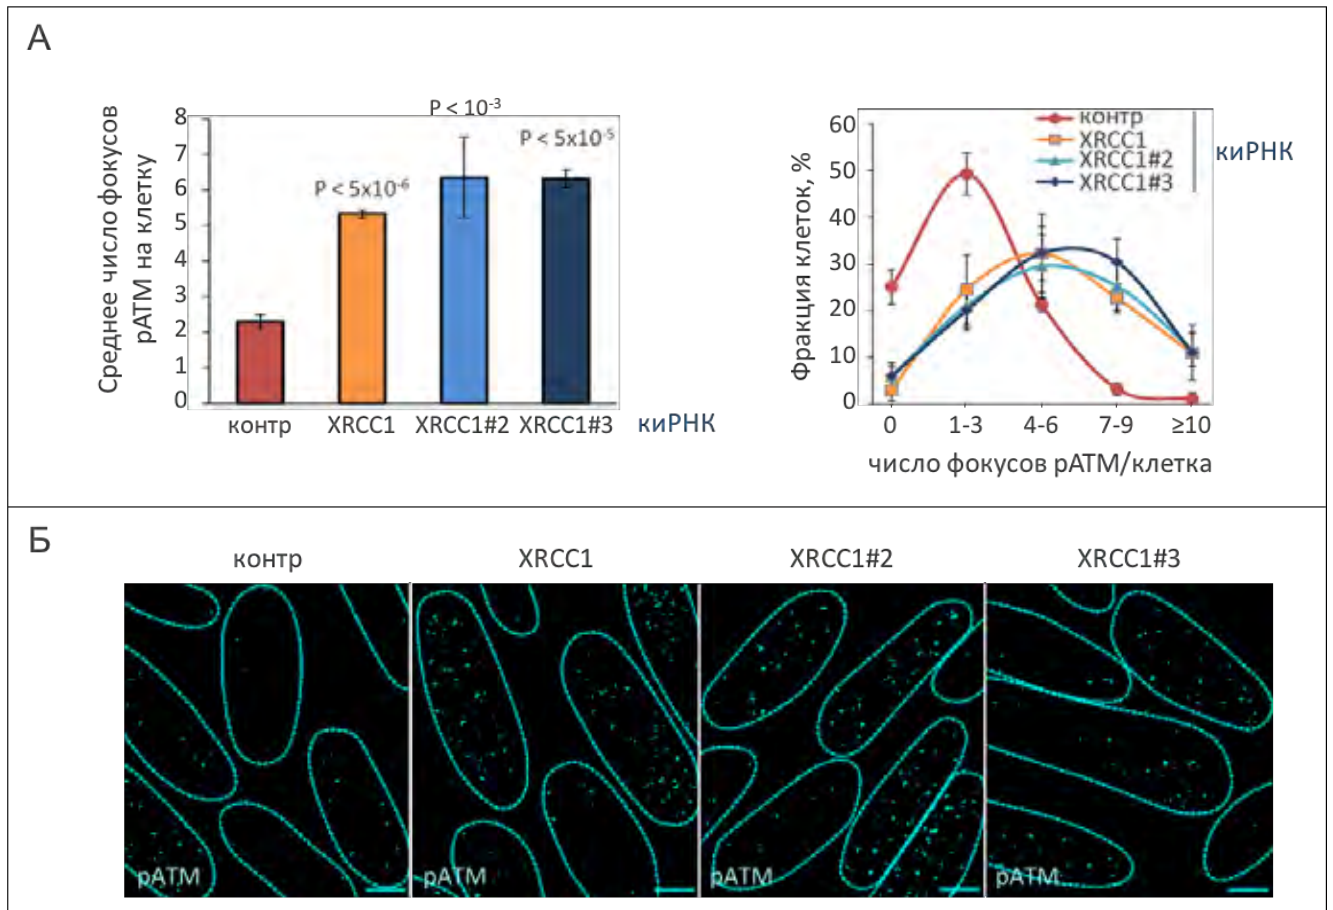 А
Среднее число фокусов
pATM на клетку
8
7
6
5
4
3
2
1
0
P < 5x10⁻⁶
P < 10⁻³
P < 5x10⁻⁵
контр XRCC1 XRCC1#2 XRCC1#3 киРНК
Фракция клеток, %
60
50
40
30
20
10
0
контр
XRCC1
XRCC1#2
XRCC1#3
киРНК
0 1-3 4-6 7-9 ≥10
число фокусов pATM/клетка
Б
контр XRCC1 XRCC1#2 XRCC1#3
pATM pATM pATM pATM